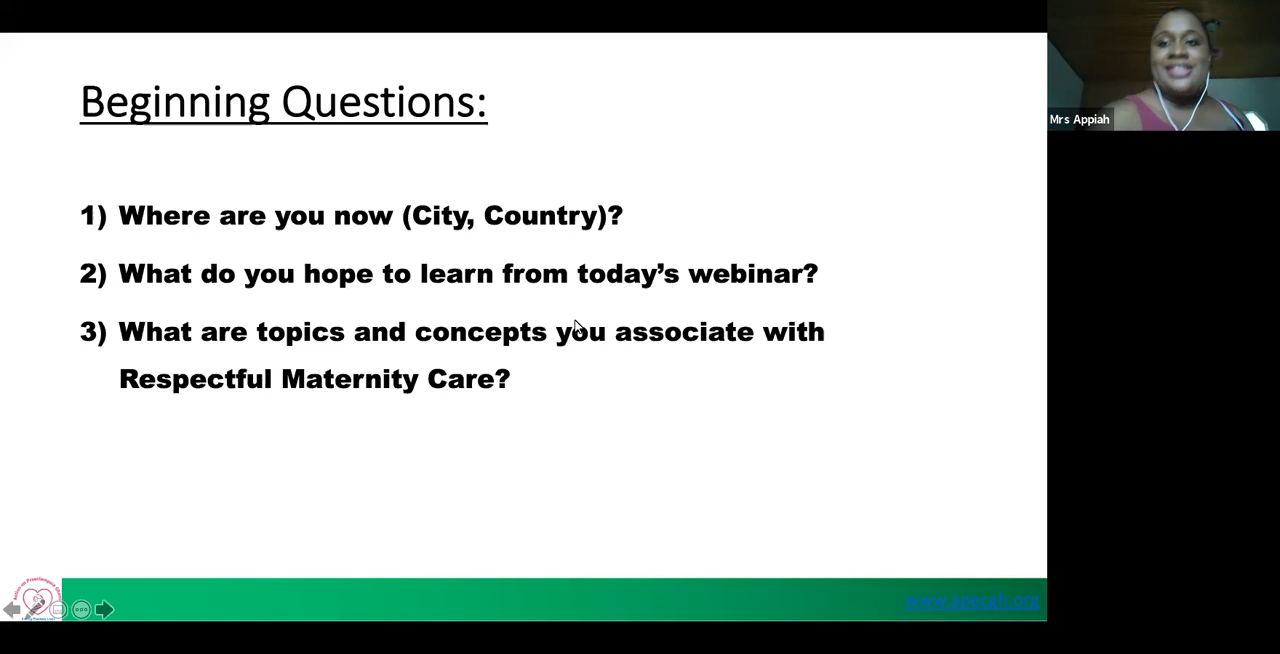 Beginning Questions:
1) Where are you now (City, Country)?
2) What do you hope to learn from today’s webinar?
3) What are topics and concepts you associate with
Respectful Maternity Care?
Mrs Appiah
www.apecgh.org